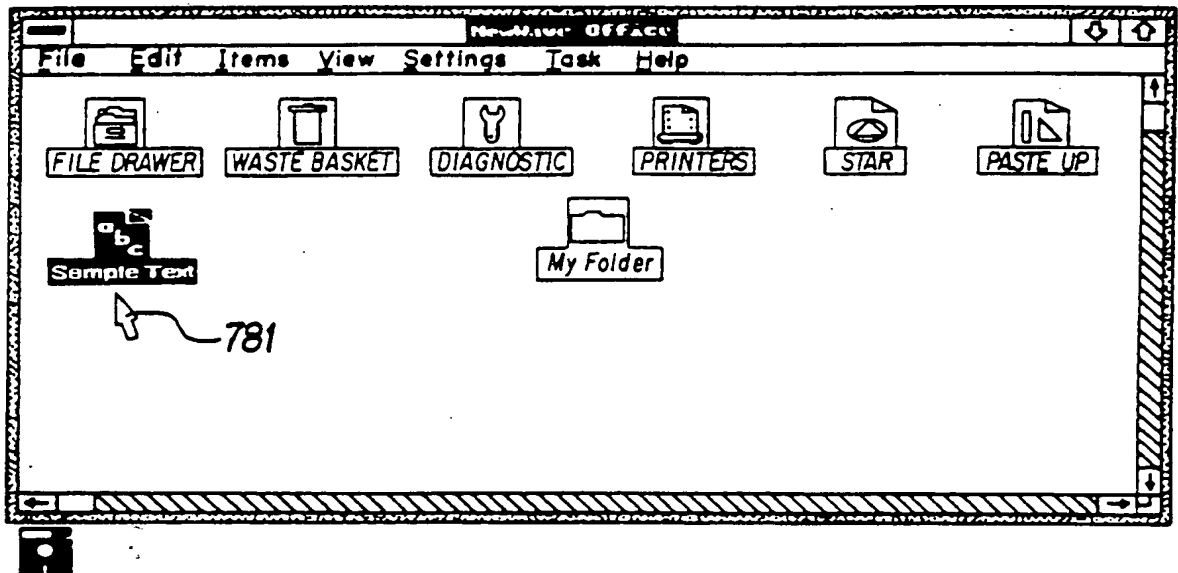 NewWave Office
File Edit Items View Settings Task Help
FILE DRAWER WASTE BASKET DIAGNOSTIC PRINTERS STAR PASTE UP
abc
Sample Text My Folder
781